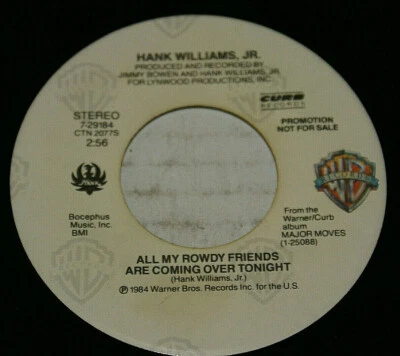 HANK WILLIAMS, JR.
PRODUCED AND RECORDED BY
JIMMY BOWEN AND HANK WILLIAMS, JR.
FOR LYNWOOD PRODUCTIONS, INC.
CURB
RECORDS
STEREO
7-29184
CTN 2077S
2:56
PROMOTION
NOT FOR SALE
Bocephus
Music, Inc.
BMI
RECORDS
From the
Warner/Curb
album
MAJOR MOVES
(1-25088)
ALL MY ROWDY FRIENDS
ARE COMING OVER TONIGHT
(Hank Williams, Jr.)
Ⓟ1984 Warner Bros. Records Inc. for the U.S.